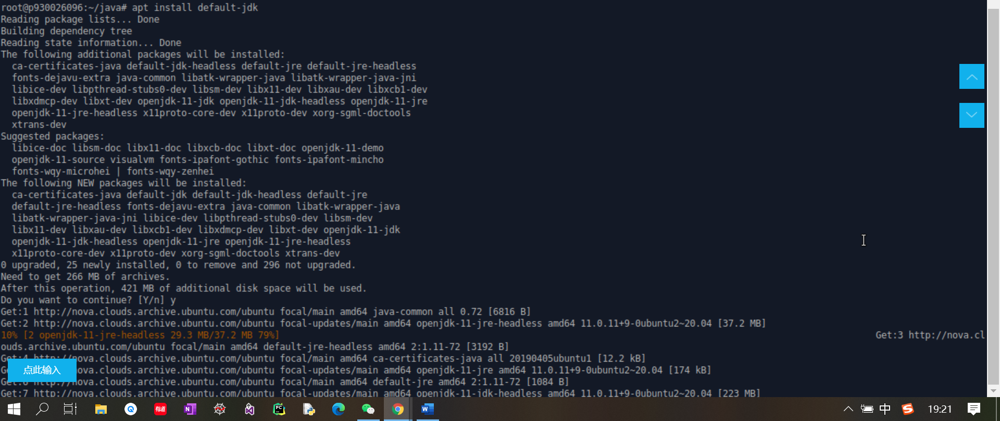 root@p930026096:~/java# apt install default-jdk
Reading package lists... Done
Building dependency tree
Reading state information... Done
The following additional packages will be installed:
  ca-certificates-java default-jdk-headless default-jre default-jre-headless
  fonts-dejavu-extra java-common libatk-wrapper-java libatk-wrapper-java-jni
  libice-dev libpthread-stubs0-dev libsm-dev libx11-dev libxau-dev libxcb1-dev
  libxdmcp-dev libxt-dev openjdk-11-jdk openjdk-11-jdk-headless openjdk-11-jre
  openjdk-11-jre-headless x11proto-core-dev x11proto-dev xorg-sgml-doctools
  xtrans-dev
Suggested packages:
  libice-doc libsm-doc libx11-doc libxcb-doc libxt-doc openjdk-11-demo
  openjdk-11-source visualvm fonts-ipafont-gothic fonts-ipafont-mincho
  fonts-wqy-microhei | fonts-wqy-zenhei
The following NEW packages will be installed:
  ca-certificates-java default-jdk default-jdk-headless default-jre
  default-jre-headless fonts-dejavu-extra java-common libatk-wrapper-java
  libatk-wrapper-java-jni libice-dev libpthread-stubs0-dev libsm-dev
  libx11-dev libxau-dev libxcb1-dev libxdmcp-dev libxt-dev openjdk-11-jdk
  openjdk-11-jdk-headless openjdk-11-jre openjdk-11-jre-headless
  x11proto-core-dev x11proto-dev xorg-sgml-doctools xtrans-dev
0 upgraded, 25 newly installed, 0 to remove and 296 not upgraded.
Need to get 266 MB of archives.
After this operation, 421 MB of additional disk space will be used.
Do you want to continue? [Y/n] y
Get:1 http://nova.clouds.archive.ubuntu.com/ubuntu focal/main amd64 java-common all 0.72 [6816 B]
Get:2 http://nova.clouds.archive.ubuntu.com/ubuntu focal-updates/main amd64 openjdk-11-jre-headless amd64 11.0.11+9-0ubuntu2~20.04 [37.2 MB]
10% [2 openjdk-11-jre-headless 29.3 MB/37.2 MB 79%] Get:3 http://nova.cl
ouds.archive.ubuntu.com/ubuntu focal/main amd64 default-jre-headless amd64 2:1.11-72 [3192 B]
Get:4 http://nova.clouds.archive.ubuntu.com/ubuntu focal/main amd64 ca-certificates-java all 20190405ubuntu1 [12.2 kB]
ova.clouds.archive.ubuntu.com/ubuntu focal-updates/main amd64 openjdk-11-jre amd64 11.0.11+9-0ubuntu2~20.04 [174 kB]
点此输入
Get:6 http://nova.clouds.archive.ubuntu.com/ubuntu focal/main amd64 default-jre amd64 2:1.11-72 [1084 B]
Get:7 http://nova.clouds.archive.ubuntu.com/ubuntu focal-updates/main amd64 openjdk-11-jdk-headless amd64 11.0.11+9-0ubuntu2~20.04 [223 MB]
有道 N PC W 中 S 19:21